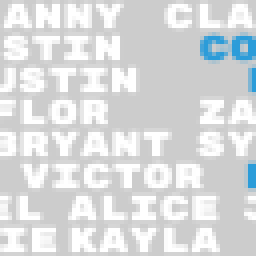 ANNY CLA
STIN CO
USTIN
FLOR ZA
BRYANT SY
VICTOR
EL ALICE J
IE KAYLA